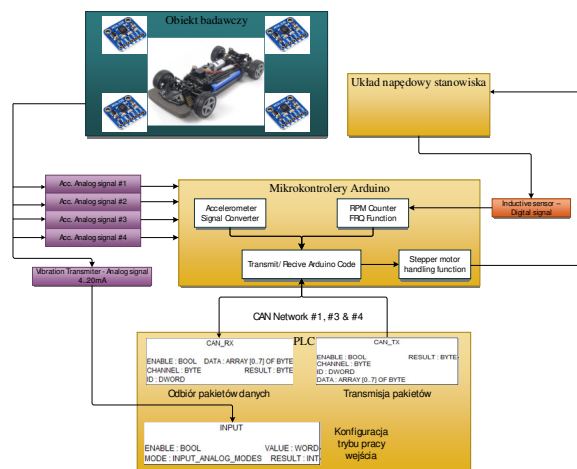 Obiekt badawczy
Układ napędowy stanowiska
Acc. Analog signal #1
Acc. Analog signal #2
Acc. Analog signal #3
Acc. Analog signal #4
Vibration Transmiter - Analog signal
4..20mA
Mikrokontrolery Arduino
Accelerometer
Signal Converter
RPM Counter
FRQ Function
Inductive sensor –
Digital signal
Transmit/ Recive Arduino Code
Stepper motor
handling function
CAN Network #1, #3 & #4
PLC
CAN_RX
ENABLE : BOOL DATA : ARRAY [0..7] OF BYTE
CHANNEL : BYTE RESULT : BYTE
ID : DWORD
CAN_TX
ENABLE : BOOL RESULT : BYTE
CHANNEL : BYTE
ID : DWORD
DATA : ARRAY [0..7] OF BYTE
Odbiór pakietów danych
Transmisja pakietów
INPUT
ENABLE : BOOL VALUE : WORD
MODE : INPUT_ANALOG_MODES RESULT : INT
Konfiguracja
trybu pracy
wejścia